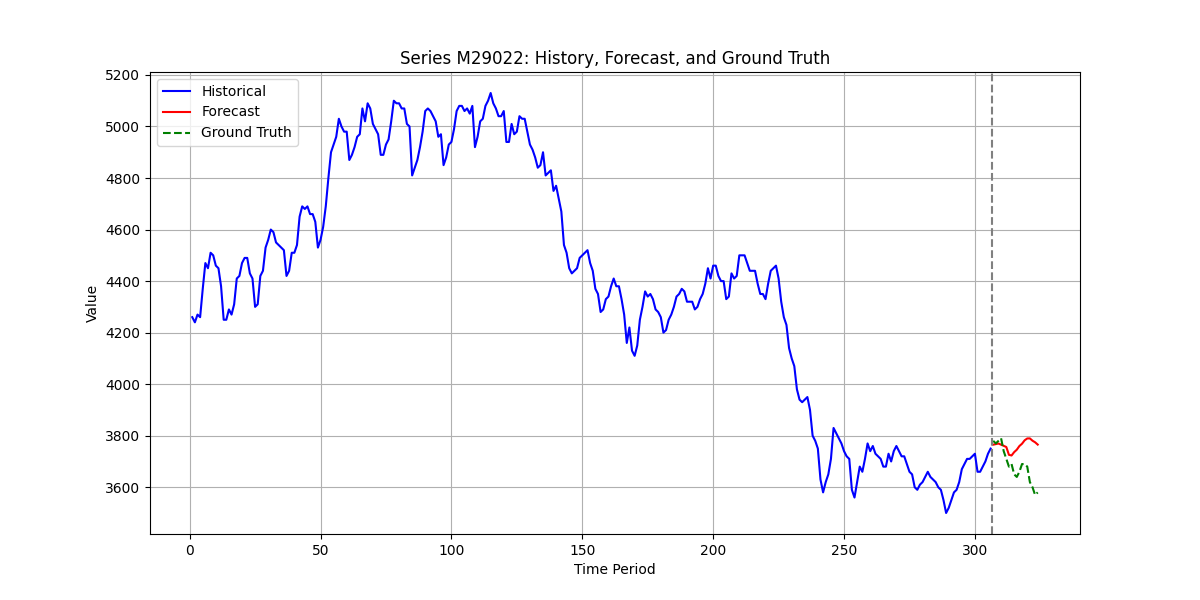 Series M29022: History, Forecast, and Ground Truth
Historical
Forecast
Ground Truth
5200
5000
4800
4600
4400
4200
4000
3800
3600
Value
0 50 100 150 200 250 300
Time Period